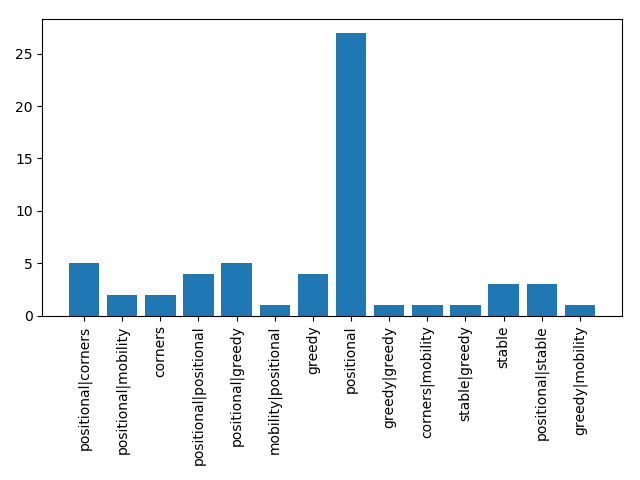 25
20
15
10
5
0
positional|corners
positional|mobility
corners
positional|positional
positional|greedy
mobility|positional
greedy
positional
greedy|greedy
corners|mobility
stable|greedy
stable
positional|stable
greedy|mobility